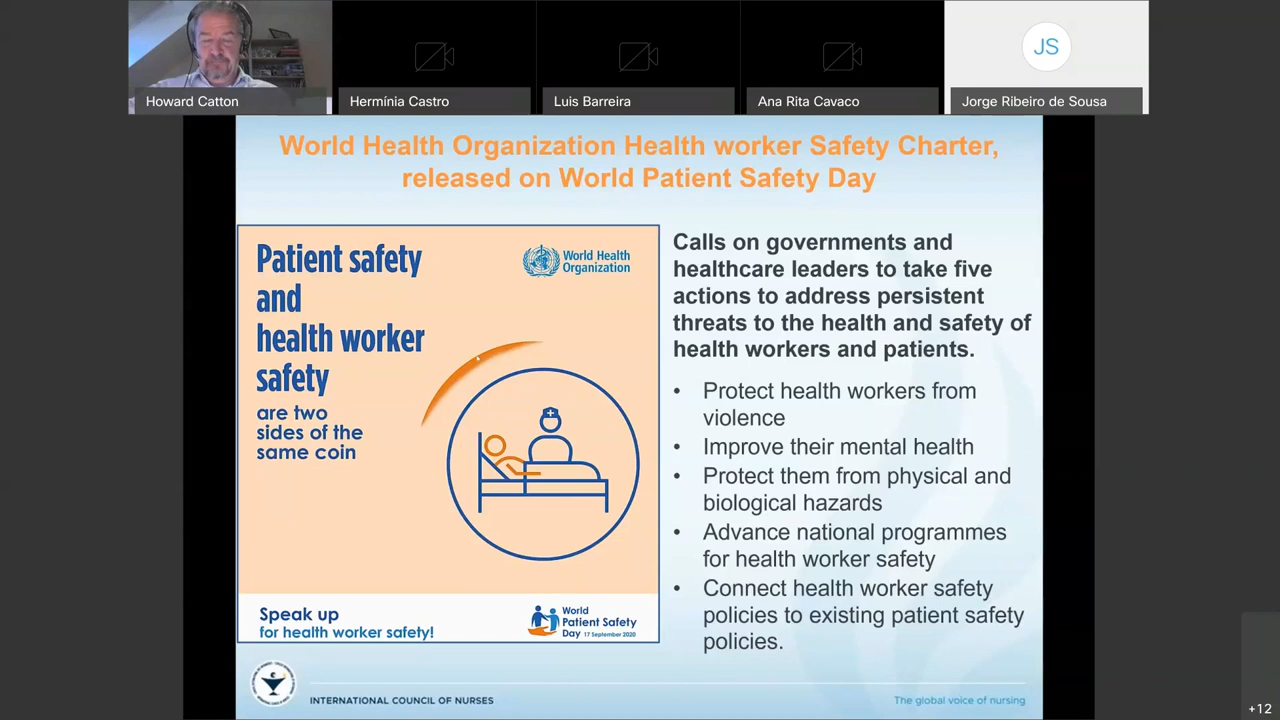 Howard Catton
Hermínia Castro
Luis Barreira
Ana Rita Cavaco
JS
Jorge Ribeiro de Sousa
World Health Organization Health worker Safety Charter,
released on World Patient Safety Day
Patient safety
and
health worker
safety
are two
sides of the
same coin
World Health
Organization
Speak up
for health worker safety!
World
Patient Safety
Day 17 September 2020
Calls on governments and
healthcare leaders to take five
actions to address persistent
threats to the health and safety of
health workers and patients.
• Protect health workers from
violence
• Improve their mental health
• Protect them from physical and
biological hazards
• Advance national programmes
for health worker safety
• Connect health worker safety
policies to existing patient safety
policies.
INTERNATIONAL COUNCIL OF NURSES
The global voice of nursing
+12